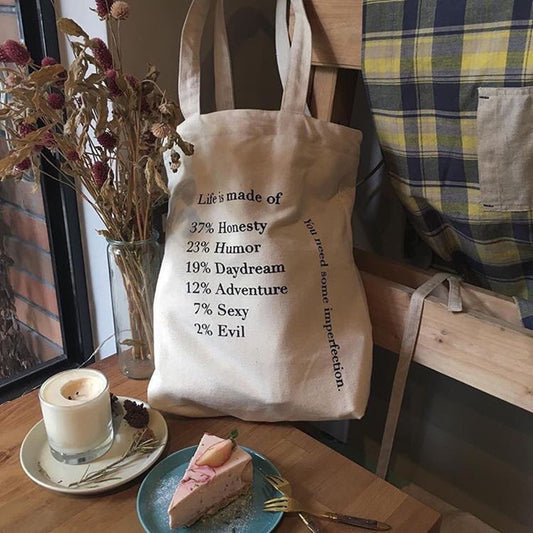 Life is made of
37% Honesty
23% Humor
19% Daydream
12% Adventure
7% Sexy
2% Evil
You need some imperfection.